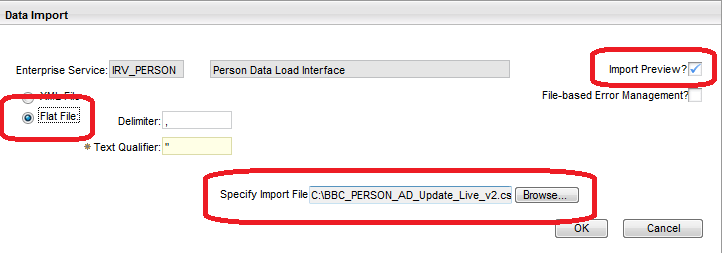 Data Import
Enterprise Service: IRV_PERSON Person Data Load Interface Import Preview?
XML File File-based Error Management?
Flat File: Delimiter: ,
* Text Qualifier: "
Specify Import File C:\BBC_PERSON_AD_Update_Live_v2.cs Browse...
OK Cancel